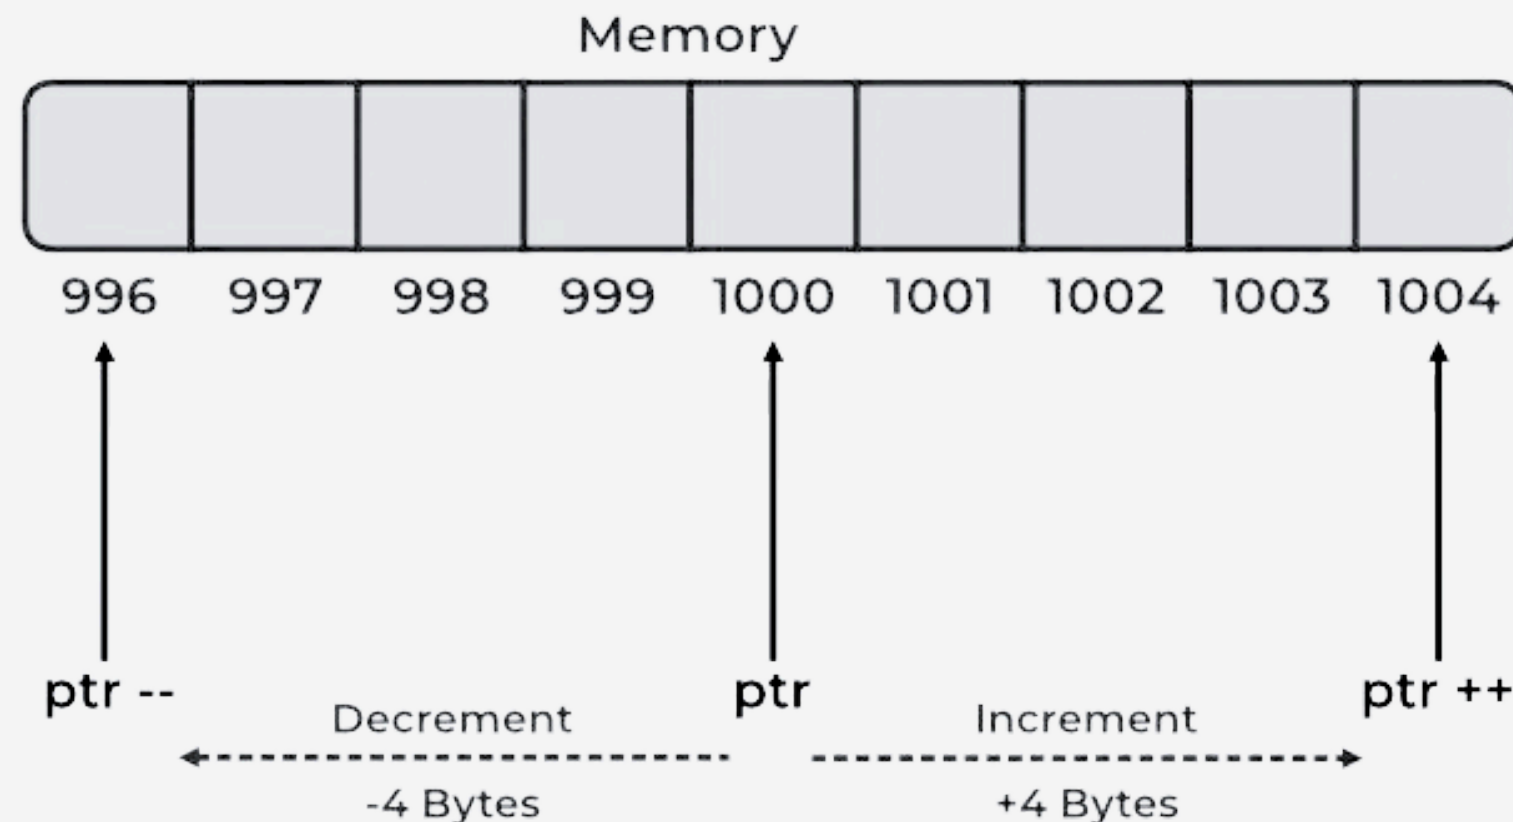 Memory
996 997 998 999 1000 1001 1002 1003 1004
ptr -- ptr ptr ++
Decrement Increment
-4 Bytes +4 Bytes